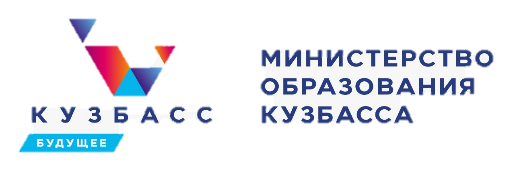 КУЗБАСС
БУДУЩЕЕ
МИНИСТЕРСТВО
ОБРАЗОВАНИЯ
КУЗБАССА